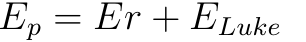 E_p = Er + E_{Luke}